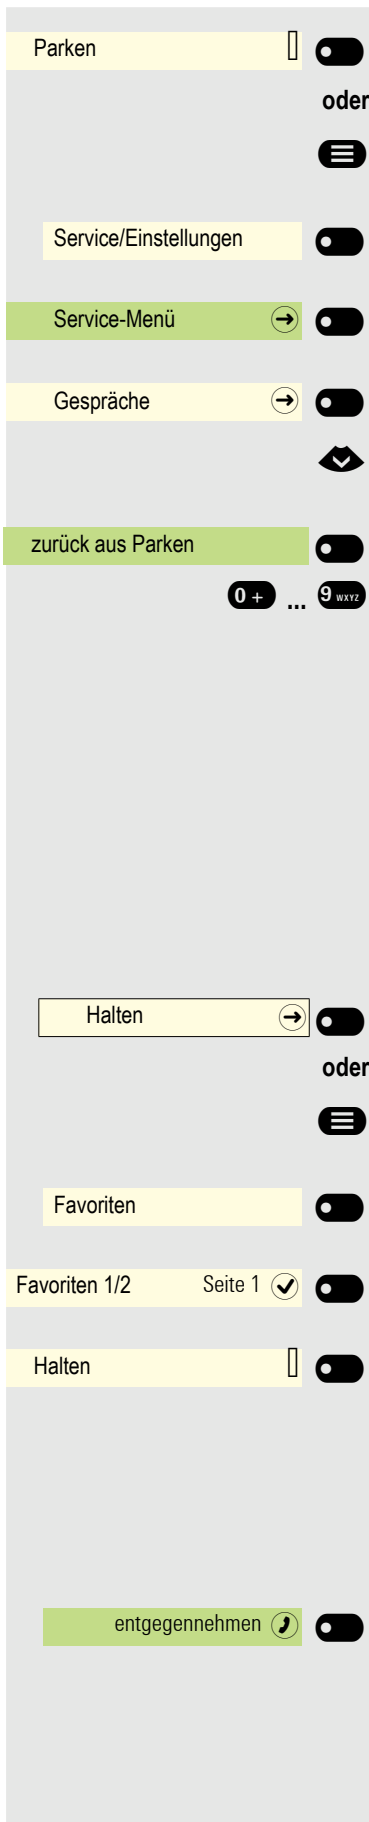 Parken
oder
Service/Einstellungen
Service-Menü
Gespräche
zurück aus Parken
0 + ... 9 WXYZ
Halten
oder
Favoriten
Favoriten 1/2 Seite 1
Halten
entgegennehmen